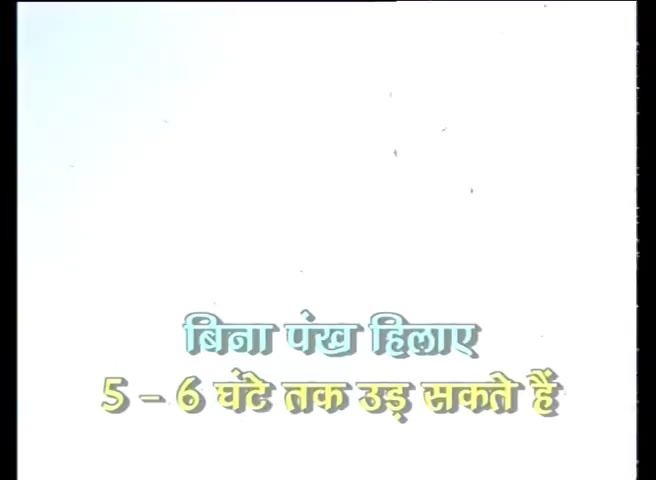 बिना पंख हिलाए
5 – 6 घंटे तक उड़ सकते हैं